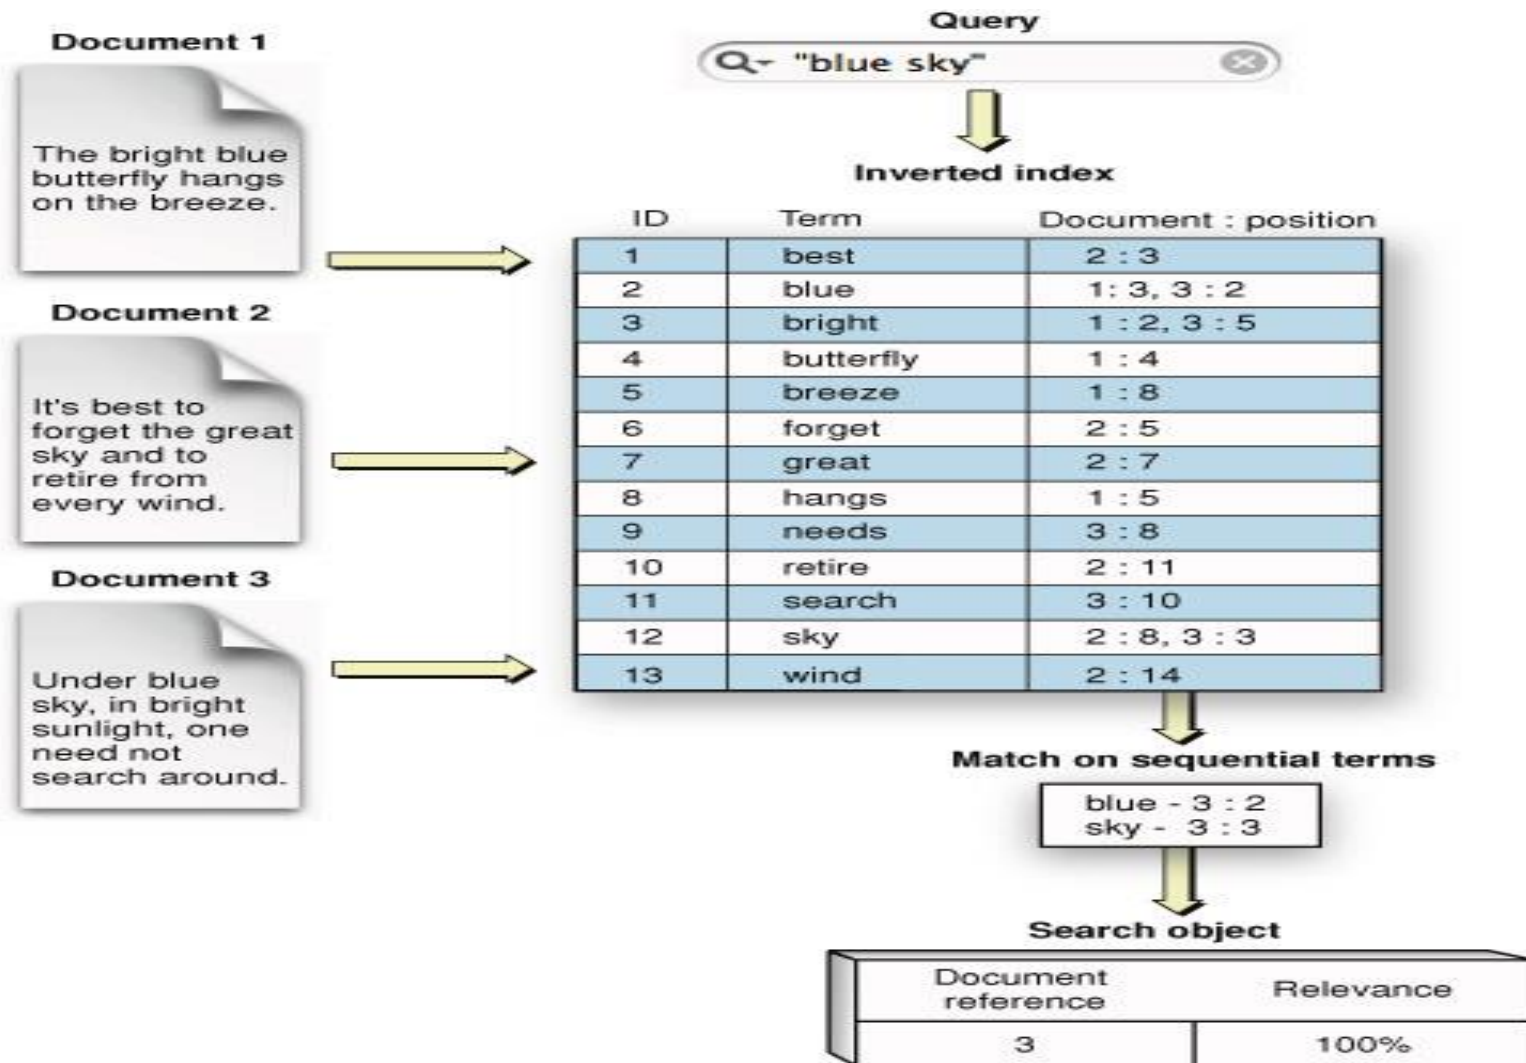 Document 1
The bright blue
butterfly hangs
on the breeze.
Document 2
It's best to
forget the great
sky and to
retire from
every wind.
Document 3
Under blue
sky, in bright
sunlight, one
need not
search around.
Query
"blue sky"
Inverted index
ID Term Document : position
1 best 2 : 3
2 blue 1: 3, 3 : 2
3 bright 1 : 2, 3 : 5
4 butterfly 1 : 4
5 breeze 1 : 8
6 forget 2 : 5
7 great 2 : 7
8 hangs 1 : 5
9 needs 3 : 8
10 retire 2 : 11
11 search 3 : 10
12 sky 2 : 8, 3 : 3
13 wind 2 : 14
Match on sequential terms
blue - 3 : 2
sky - 3 : 3
Search object
Document reference Relevance
3 100%